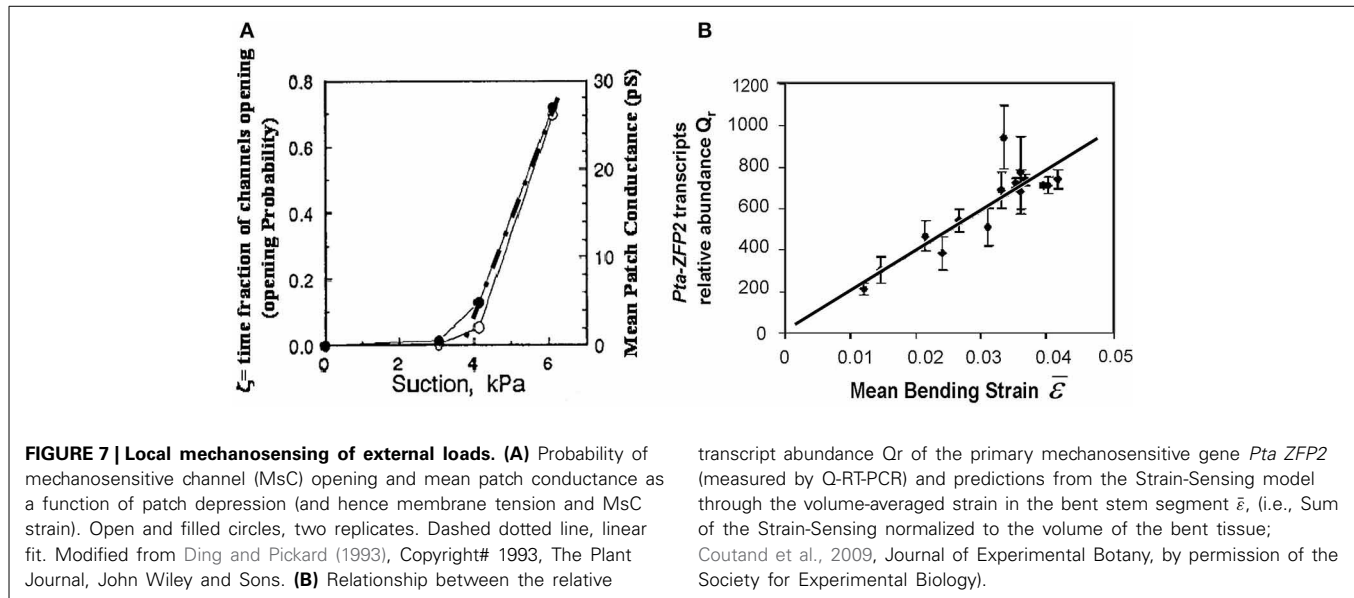 A
ζ= time fraction of channels opening
(opening Probability)
0.8
0.6
0.4
0.2
0.0
0
2
4
6
Suction, kPa
30
20
10
0
Mean Patch Conductance (pS)
B
Pta-ZFP2 transcripts
relative abundance Qr
1200
1000
800
600
400
200
0
0
0.01
0.02
0.03
0.04
0.05
Mean Bending Strain ε̅
FIGURE 7 | Local mechanosensing of external loads. (A) Probability of
mechanosensitive channel (MsC) opening and mean patch conductance as
a function of patch depression (and hence membrane tension and MsC
strain). Open and filled circles, two replicates. Dashed dotted line, linear
fit. Modified from Ding and Pickard (1993), Copyright# 1993, The Plant
Journal, John Wiley and Sons. (B) Relationship between the relative
transcript abundance Qr of the primary mechanosensitive gene Pta ZFP2
(measured by Q-RT-PCR) and predictions from the Strain-Sensing model
through the volume-averaged strain in the bent stem segment ε̅, (i.e., Sum
of the Strain-Sensing normalized to the volume of the bent tissue;
Coutand et al., 2009, Journal of Experimental Botany, by permission of the
Society for Experimental Biology).